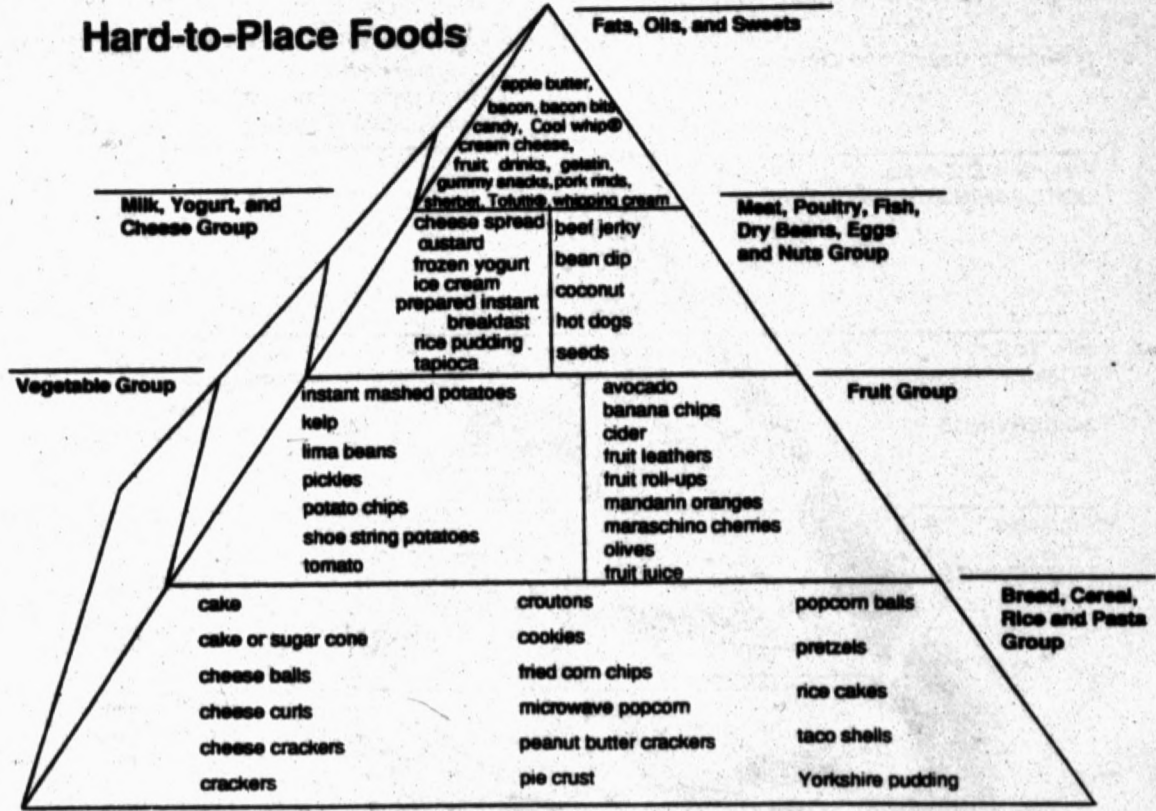 Hard-to-Place Foods
Fats, Oils, and Sweets
apple butter,
bacon, bacon bits
candy, Cool whip®
cream cheese,
fruit drinks, gelatin,
gummy snacks, pork rinds,
sherbet, Tofutti®, whipping cream
Milk, Yogurt, and
Cheese Group
cheese spread
custard
frozen yogurt
ice cream
prepared instant
breakfast
rice pudding
tapioca
beef jerky
bean dip
coconut
hot dogs
seeds
Meat, Poultry, Fish,
Dry Beans, Eggs
and Nuts Group
Vegetable Group
instant mashed potatoes
kelp
lima beans
pickles
potato chips
shoe string potatoes
tomato
avocado
banana chips
cider
fruit leathers
fruit roll-ups
mandarin oranges
maraschino cherries
olives
fruit juice
Fruit Group
cake
cake or sugar cone
cheese balls
cheese curls
cheese crackers
crackers
croutons
cookies
fried corn chips
microwave popcorn
peanut butter crackers
pie crust
popcorn balls
pretzels
rice cakes
taco shells
Yorkshire pudding
Bread, Cereal,
Rice and Pasta
Group